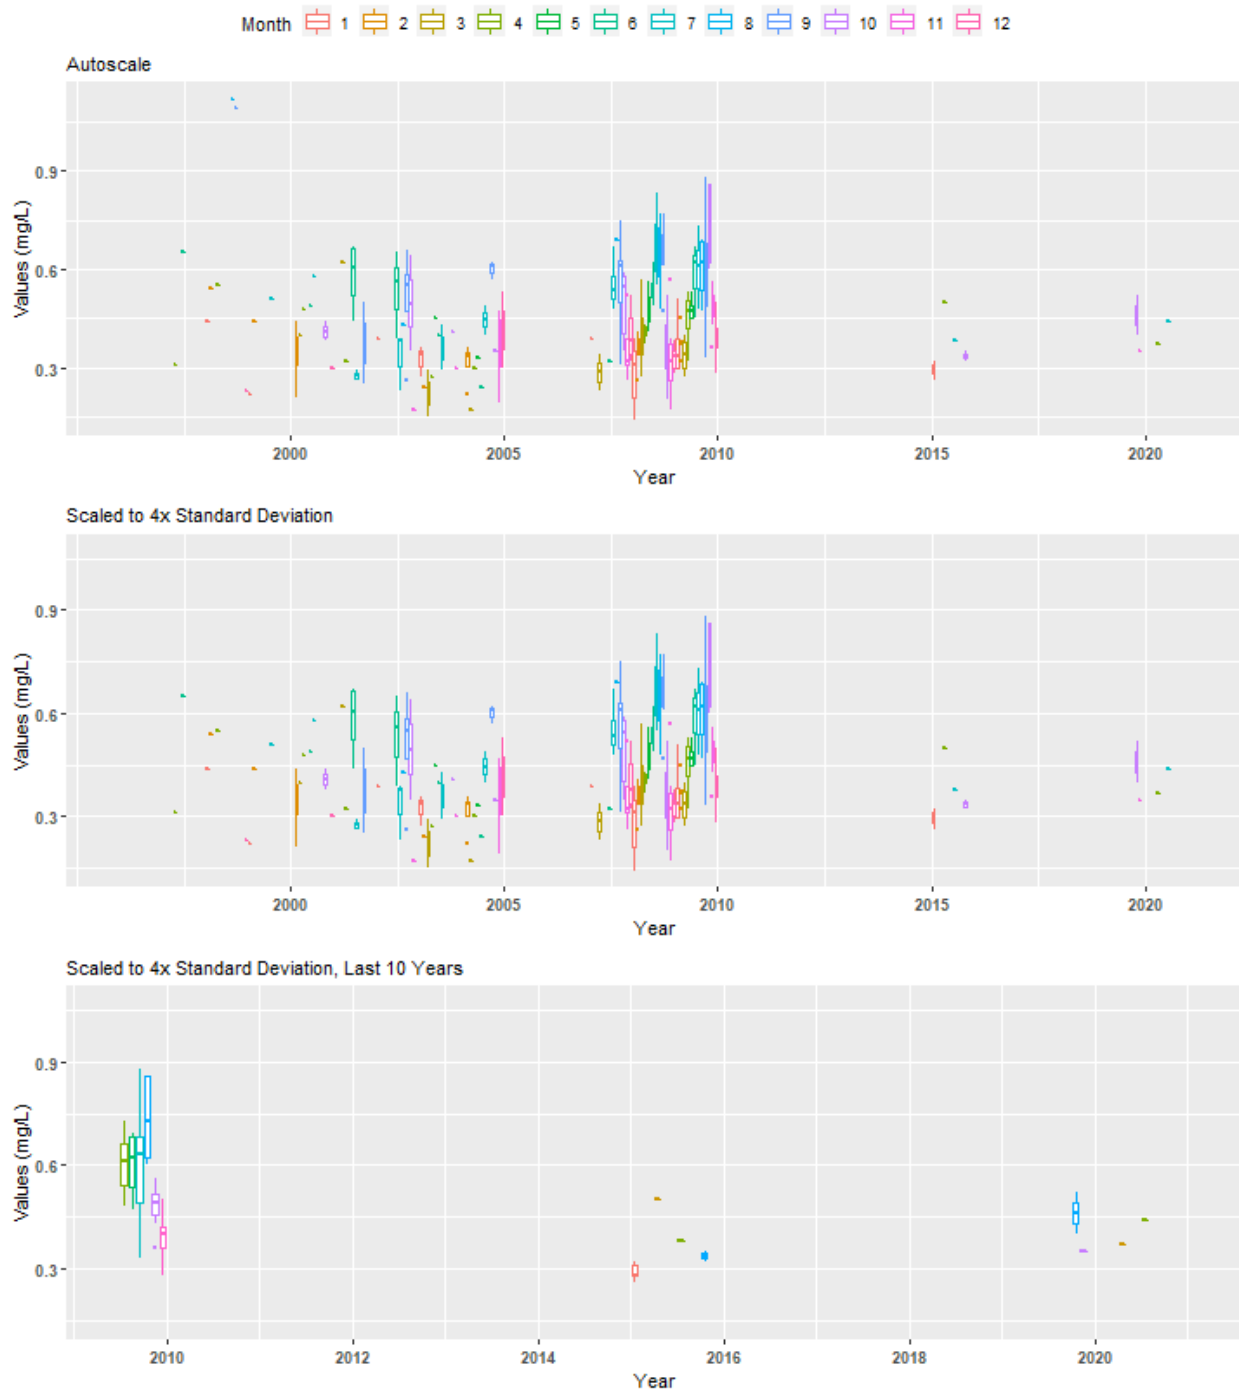 Month 1 2 3 4 5 6 7 8 9 10 11 12
Autoscale
Values (mg/L)
0.9
0.6
0.3
2000 2005 2010 2015 2020
Year
Scaled to 4x Standard Deviation
Values (mg/L)
0.9
0.6
0.3
2000 2005 2010 2015 2020
Year
Scaled to 4x Standard Deviation, Last 10 Years
Values (mg/L)
0.9
0.6
0.3
2010 2012 2014 2016 2018 2020
Year